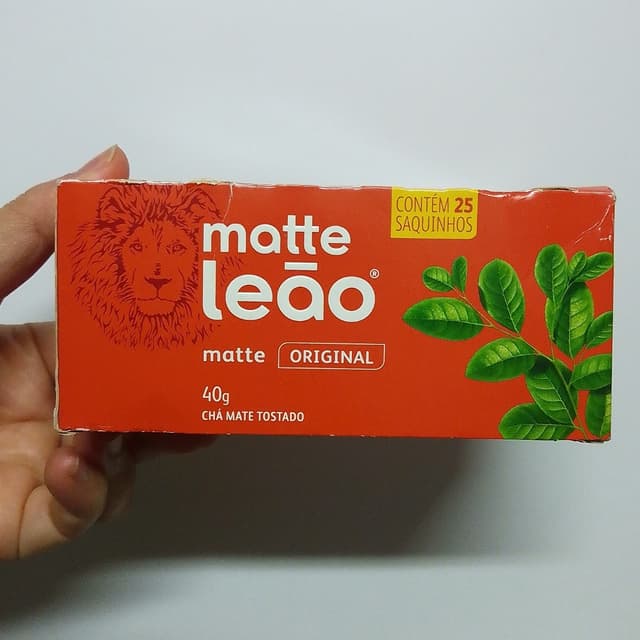 CONTÉM 25
SAQUINHOS
matte
leão®
matte ORIGINAL
40g
CHÁ MATE TOSTADO